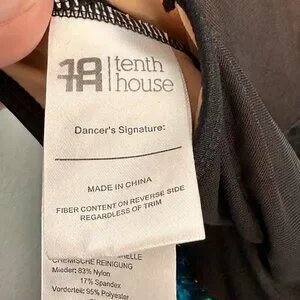 tenth
house
Dancer's Signature:
MADE IN CHINA
FIBER CONTENT ON REVERSE SIDE
REGARDLESS OF TRIM
CHEMISCHE REINIGUNG
Mieder: 83% Nylon
17% Spandex
Vorderteil: 95% Polyester